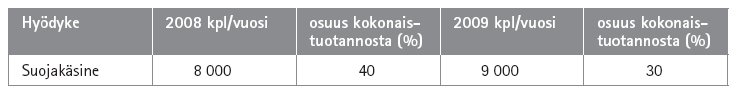 Hyödyke 2008 kpl/vuosi osuus kokonais- 2009 kpl/vuosi osuus kokonais-
tuotannosta (%) tuotannosta (%)
Suojakäsine 8 000 40 9 000 30